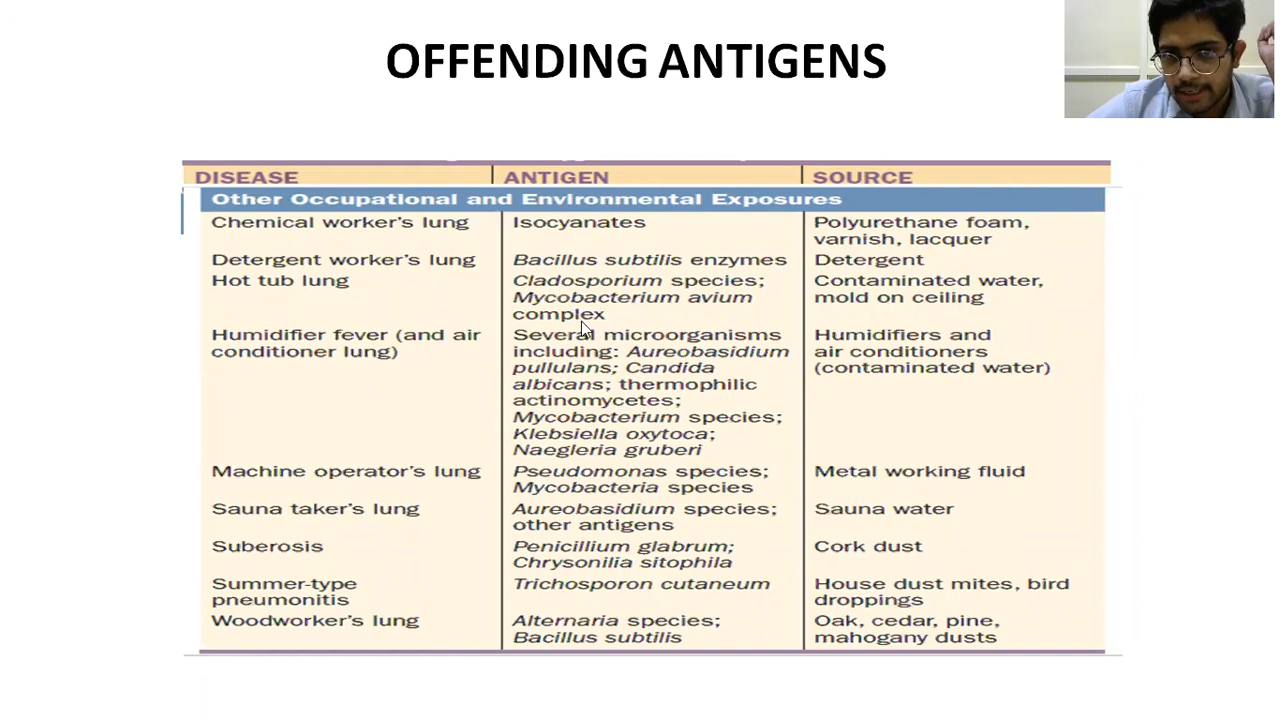 OFFENDING ANTIGENS
DISEASE ANTIGEN SOURCE
Other Occupational and Environmental Exposures
Chemical worker's lung Isocyanates Polyurethane foam,
varnish, lacquer
Detergent worker's lung Bacillus subtilis enzymes Detergent
Hot tub lung Cladosporium species; Contaminated water,
Mycobacterium avium mold on ceiling
complex
Humidifier fever (and air Several microorganisms Humidifiers and
conditioner lung) including: Aureobasidium air conditioners
pullulans; Candida (contaminated water)
albicans; thermophilic
actinomycetes;
Mycobacterium species;
Klebsiella oxytoca;
Naegleria gruberi
Machine operator's lung Pseudomonas species; Metal working fluid
Mycobacteria species
Sauna taker's lung Aureobasidium species; Sauna water
other antigens
Suberosis Penicillium glabrum; Cork dust
Chrysonilia sitophila
Summer-type Trichosporon cutaneum House dust mites, bird
pneumonitis droppings
Woodworker's lung Alternaria species; Oak, cedar, pine,
Bacillus subtilis mahogany dusts